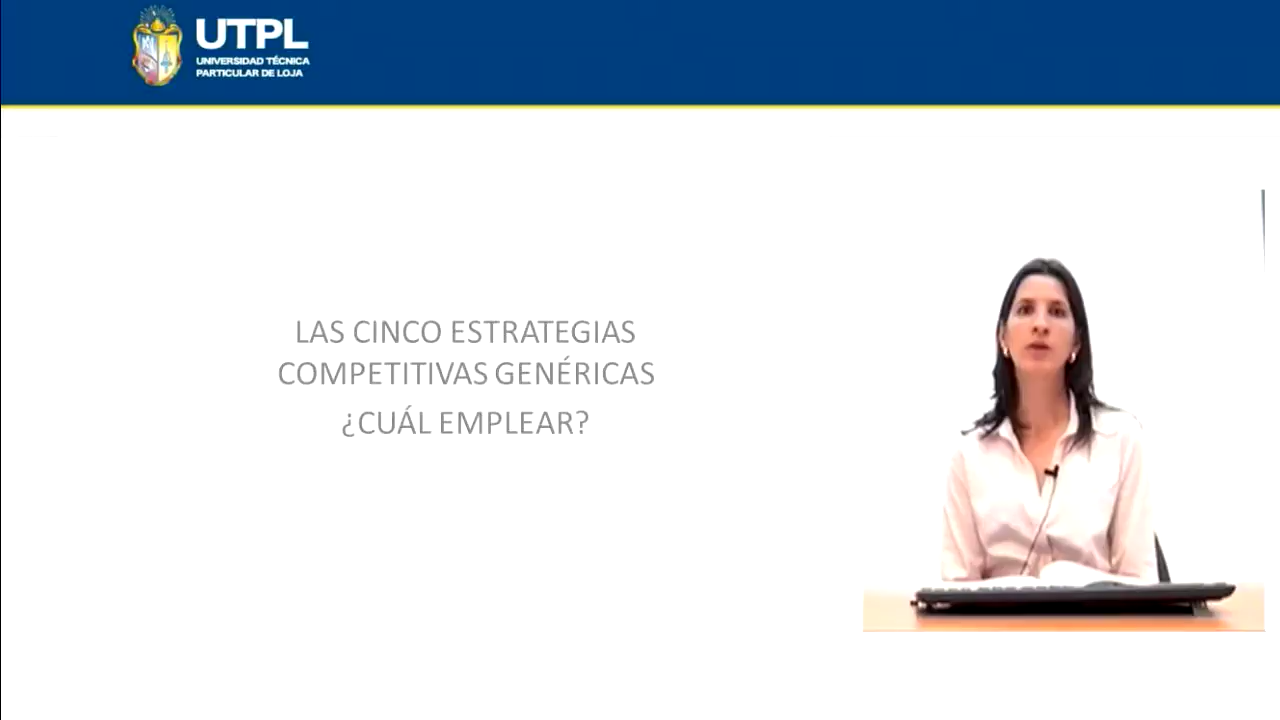 UTPL
UNIVERSIDAD TÉCNICA
PARTICULAR DE LOJA
LAS CINCO ESTRATEGIAS
COMPETITIVAS GENÉRICAS
¿CUÁL EMPLEAR?